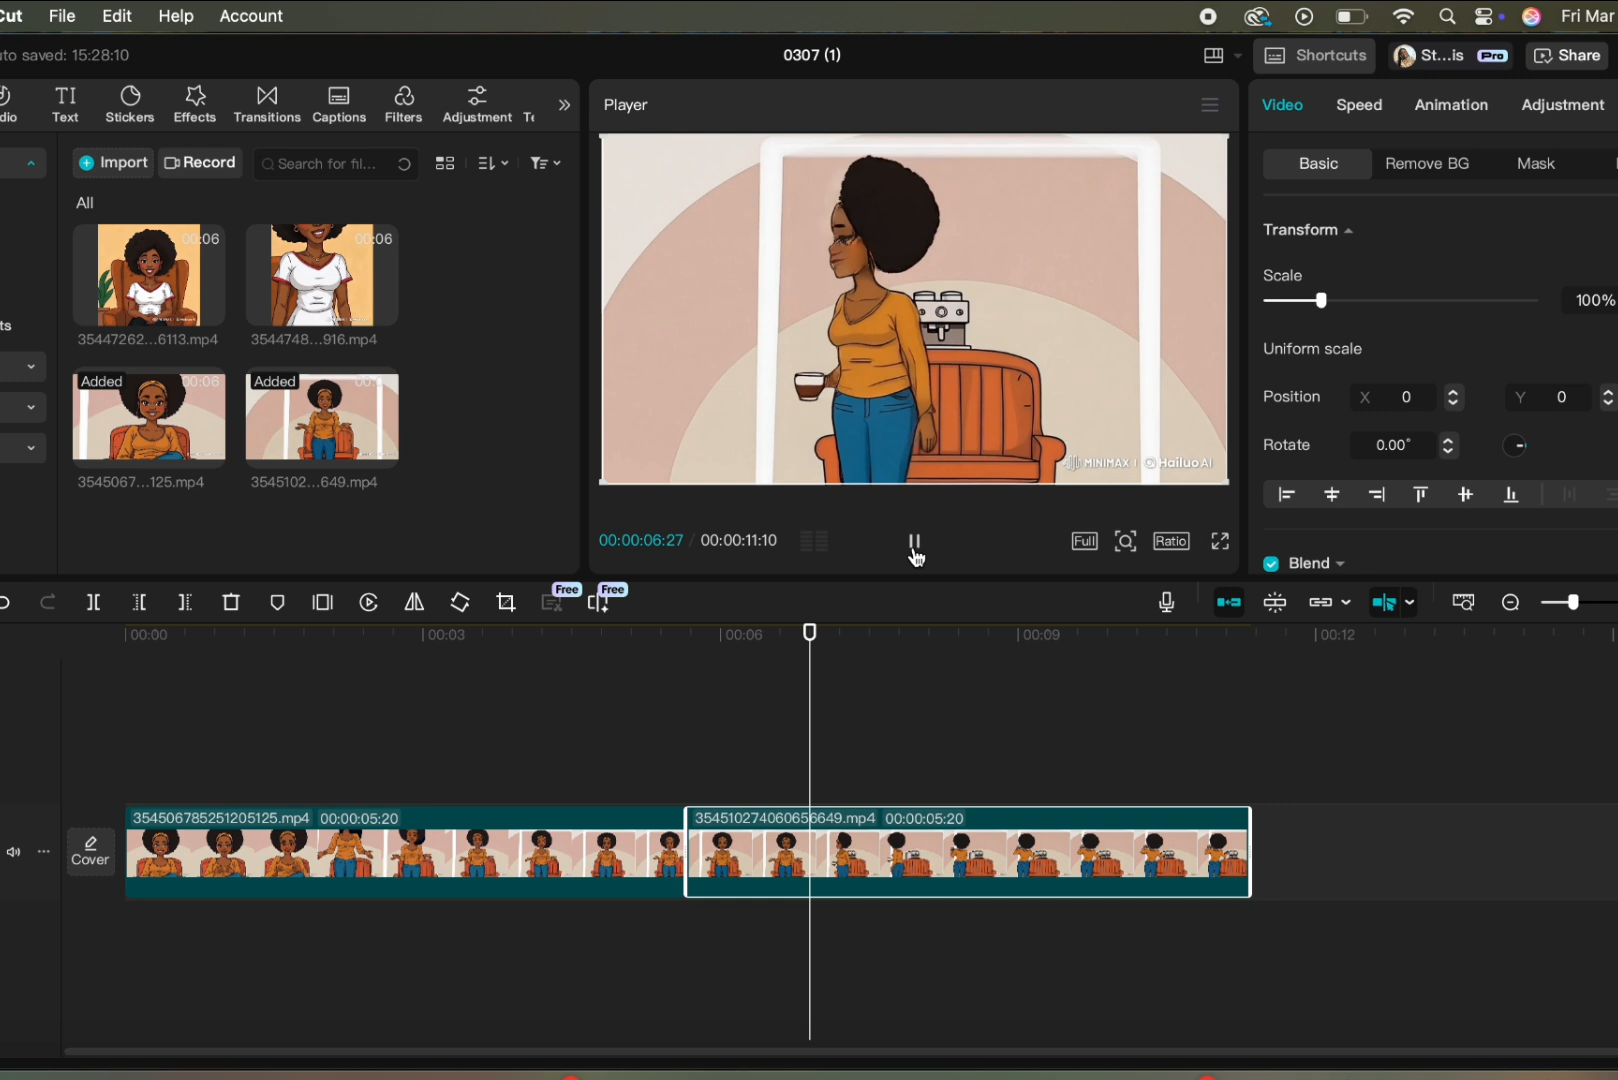 Cut File Edit Help Account Fri Mar
uto saved: 15:28:10 0307 (1) Shortcuts St...is Pro Share
dio Text Stickers Effects Transitions Captions Filters Adjustment Te
Player
Video Speed Animation Adjustment
Import Record Search for fil...
Basic Remove BG Mask
All
00:06 00:06
35447262...6113.mp4 3544748...916.mp4
ts
Added 00:06 Added
3545067...125.mp4 3545102...649.mp4
MINIMAX | Hailuo AI
00:00:06:27 / 00:00:11:10
Full Ratio
Transform
Scale
100%
Uniform scale
Position X 0 Y 0
Rotate 0.00°
Blend
Free Free
00:00 00:03 00:06 00:09 00:12
354506785251205125.mp4 00:00:05:20 354510274060656649.mp4 00:00:05:20
Cover